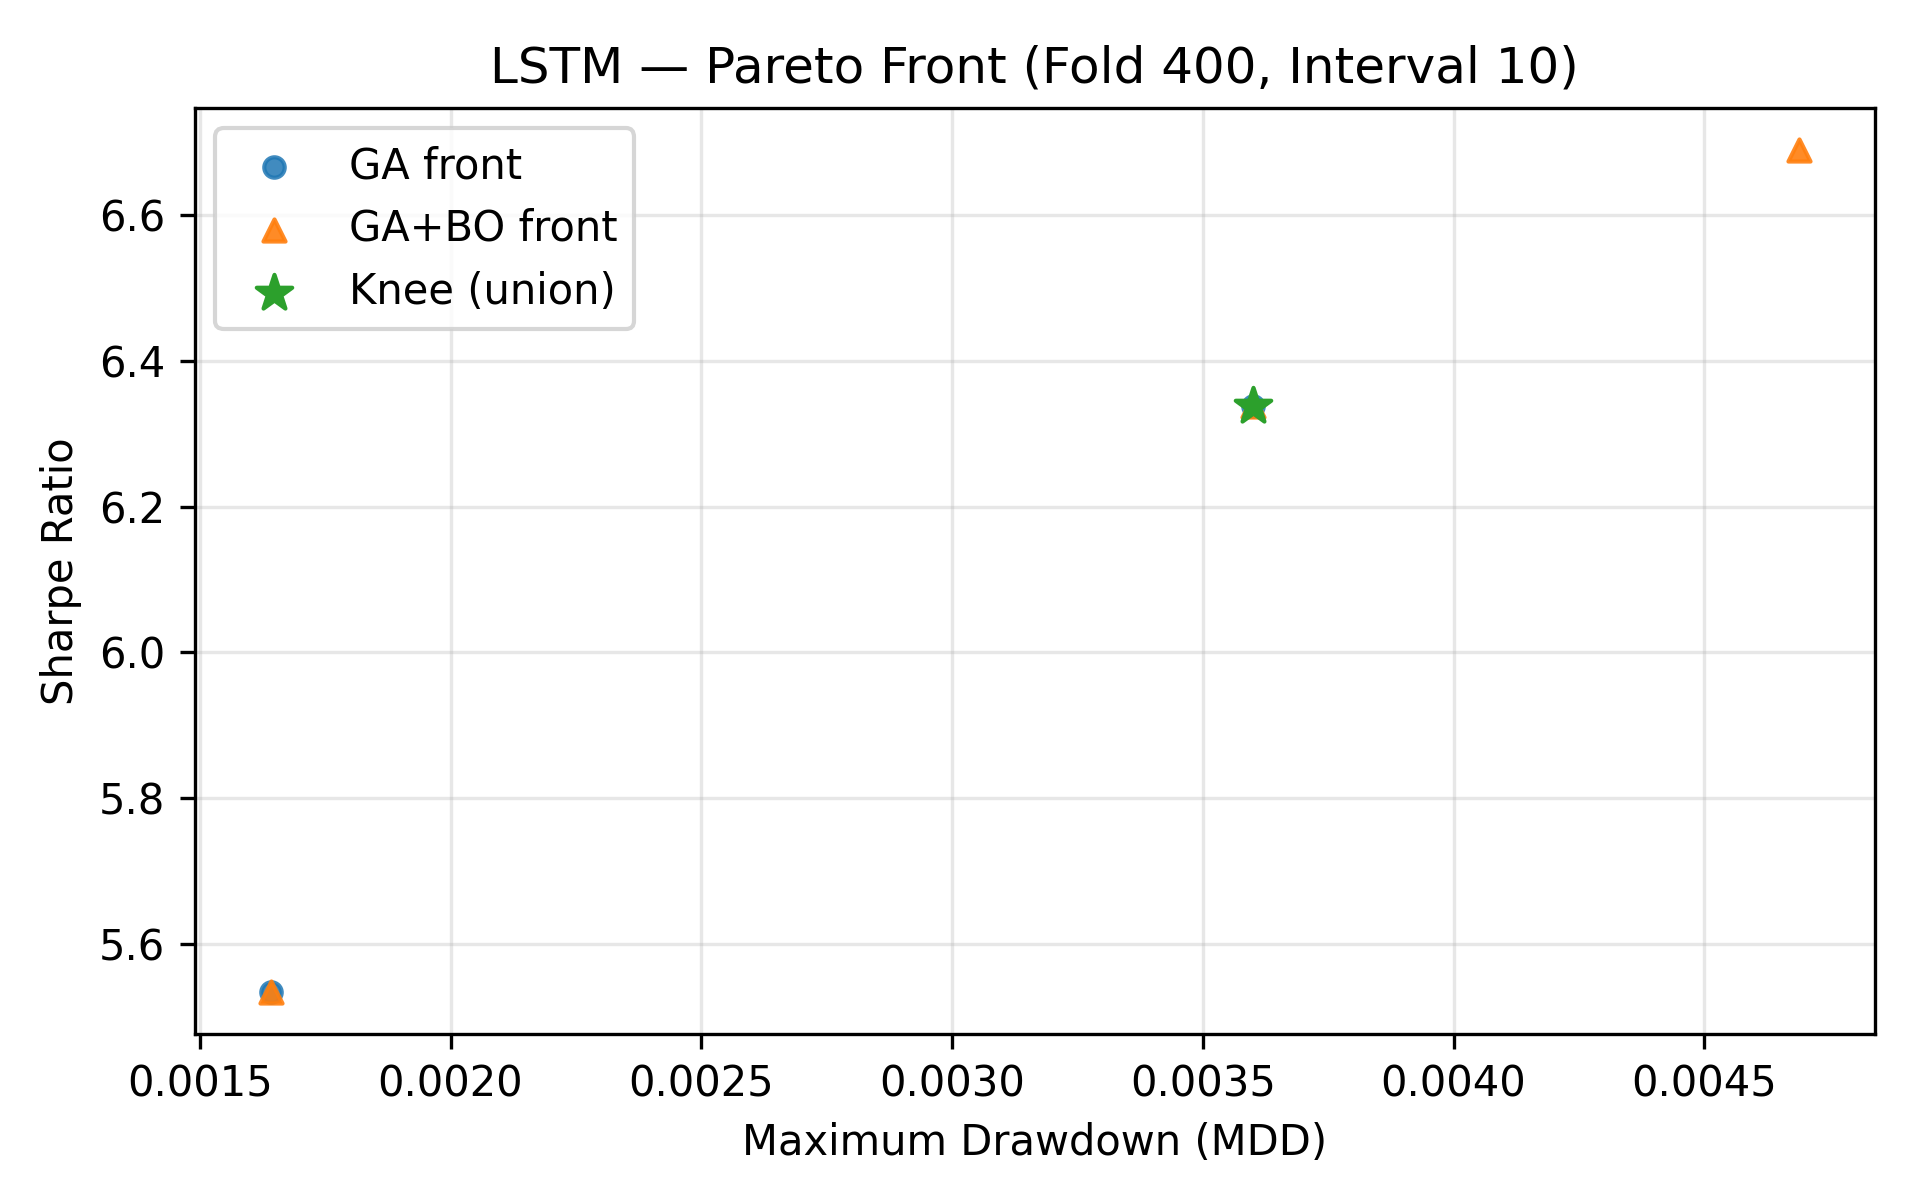 LSTM — Pareto Front (Fold 400, Interval 10)
GA front
GA+BO front
Knee (union)
6.6
6.4
6.2
6.0
5.8
5.6
Sharpe Ratio
0.0015 0.0020 0.0025 0.0030 0.0035 0.0040 0.0045
Maximum Drawdown (MDD)